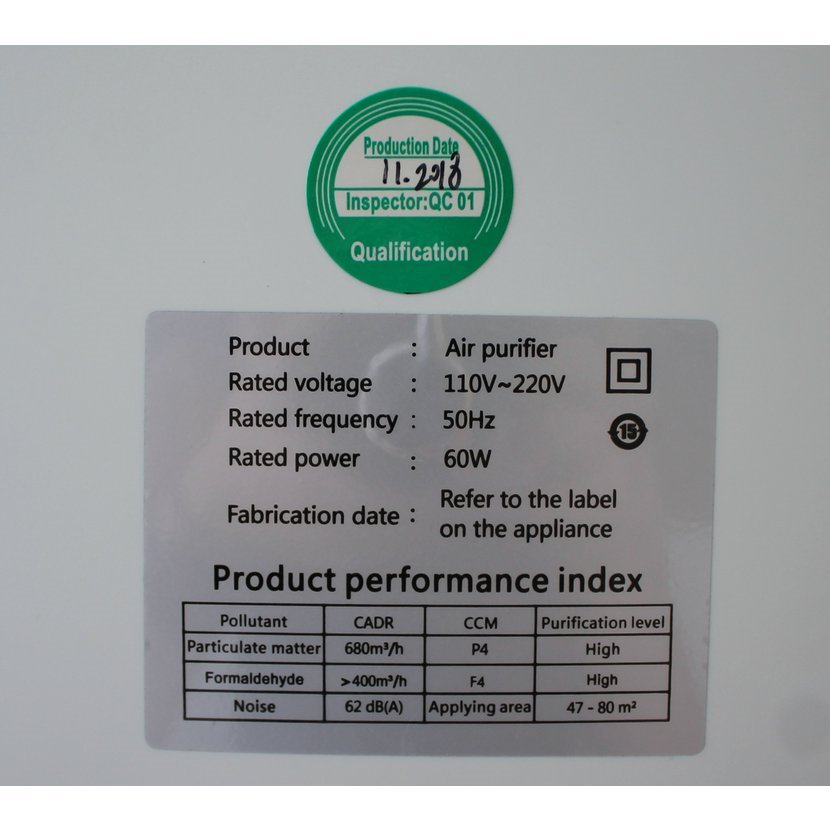 Production Date
11.2018
Inspector:QC 01
Qualification
Product : Air purifier
Rated voltage : 110V~220V
Rated frequency : 50Hz
Rated power : 60W
15
Fabrication date : Refer to the label
on the appliance
Product performance index
Pollutant CADR CCM Purification level
Particulate matter 680m³/h P4 High
Formaldehyde >400m³/h F4 High
Noise 62 dB(A) Applying area 47 - 80 m²